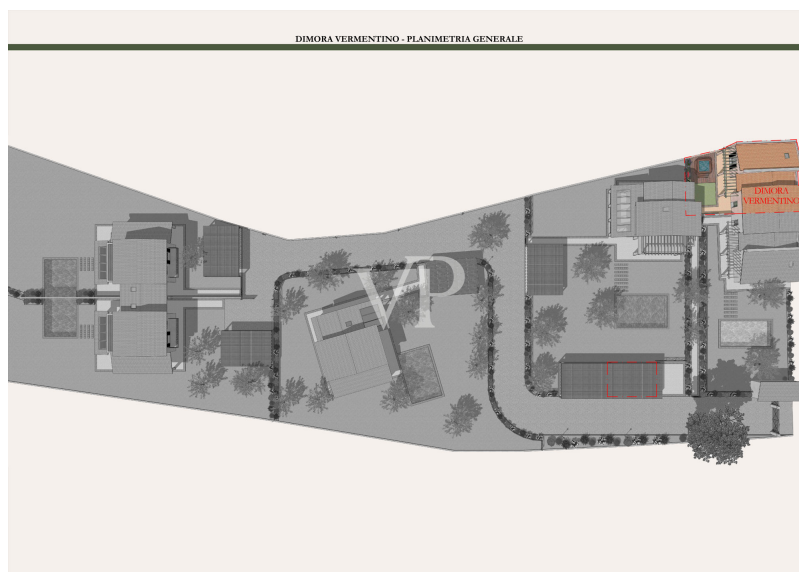 DIMORA VERMENTINO - PLANIMETRIA GENERALE
DIMORA
VERMENTINO
VP